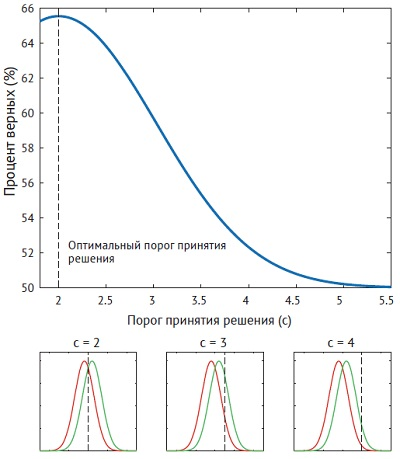 Процент верных (%)
66
64
62
60
58
56
54
52
50
Оптимальный порог принятия
решения
2
2.5
3
3.5
4
4.5
5
5.5
Порог принятия решения (c)
c = 2
c = 3
c = 4